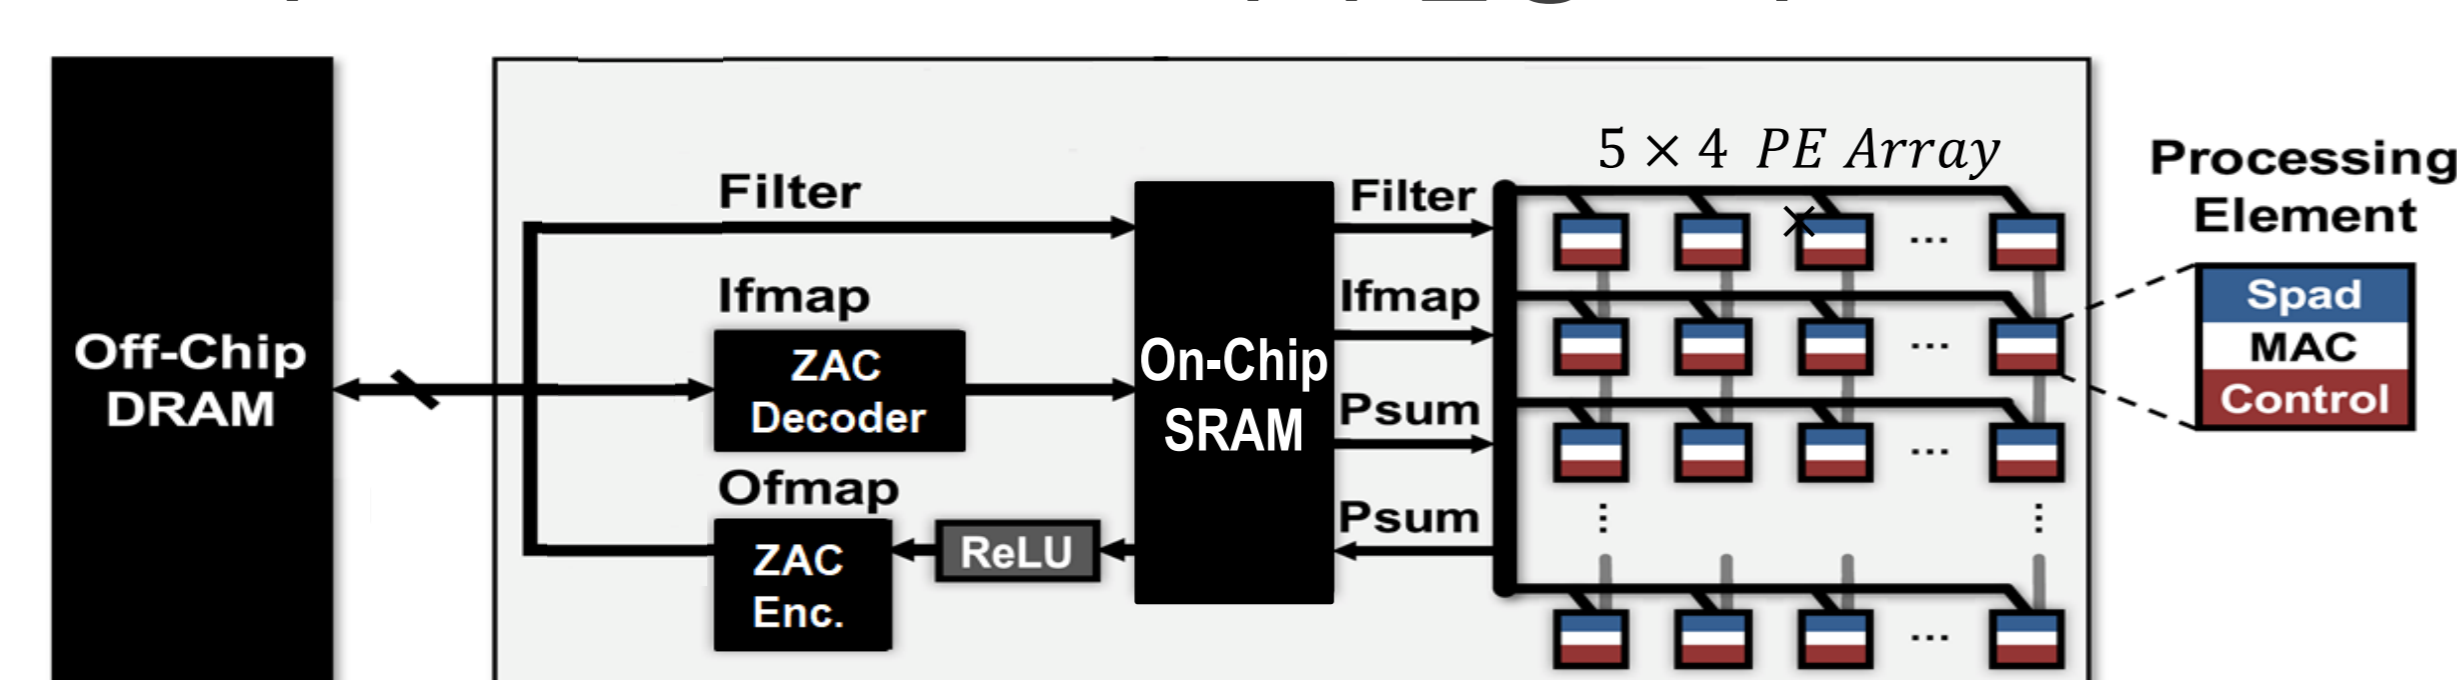 5 × 4 PE Array
Processing
Element
Filter
Filter
Ifmap
Ifmap
Spad
MAC
Control
Off-Chip
DRAM
ZAC
Decoder
On-Chip
SRAM
Psum
Ofmap
Psum
ReLU
ZAC
Enc.